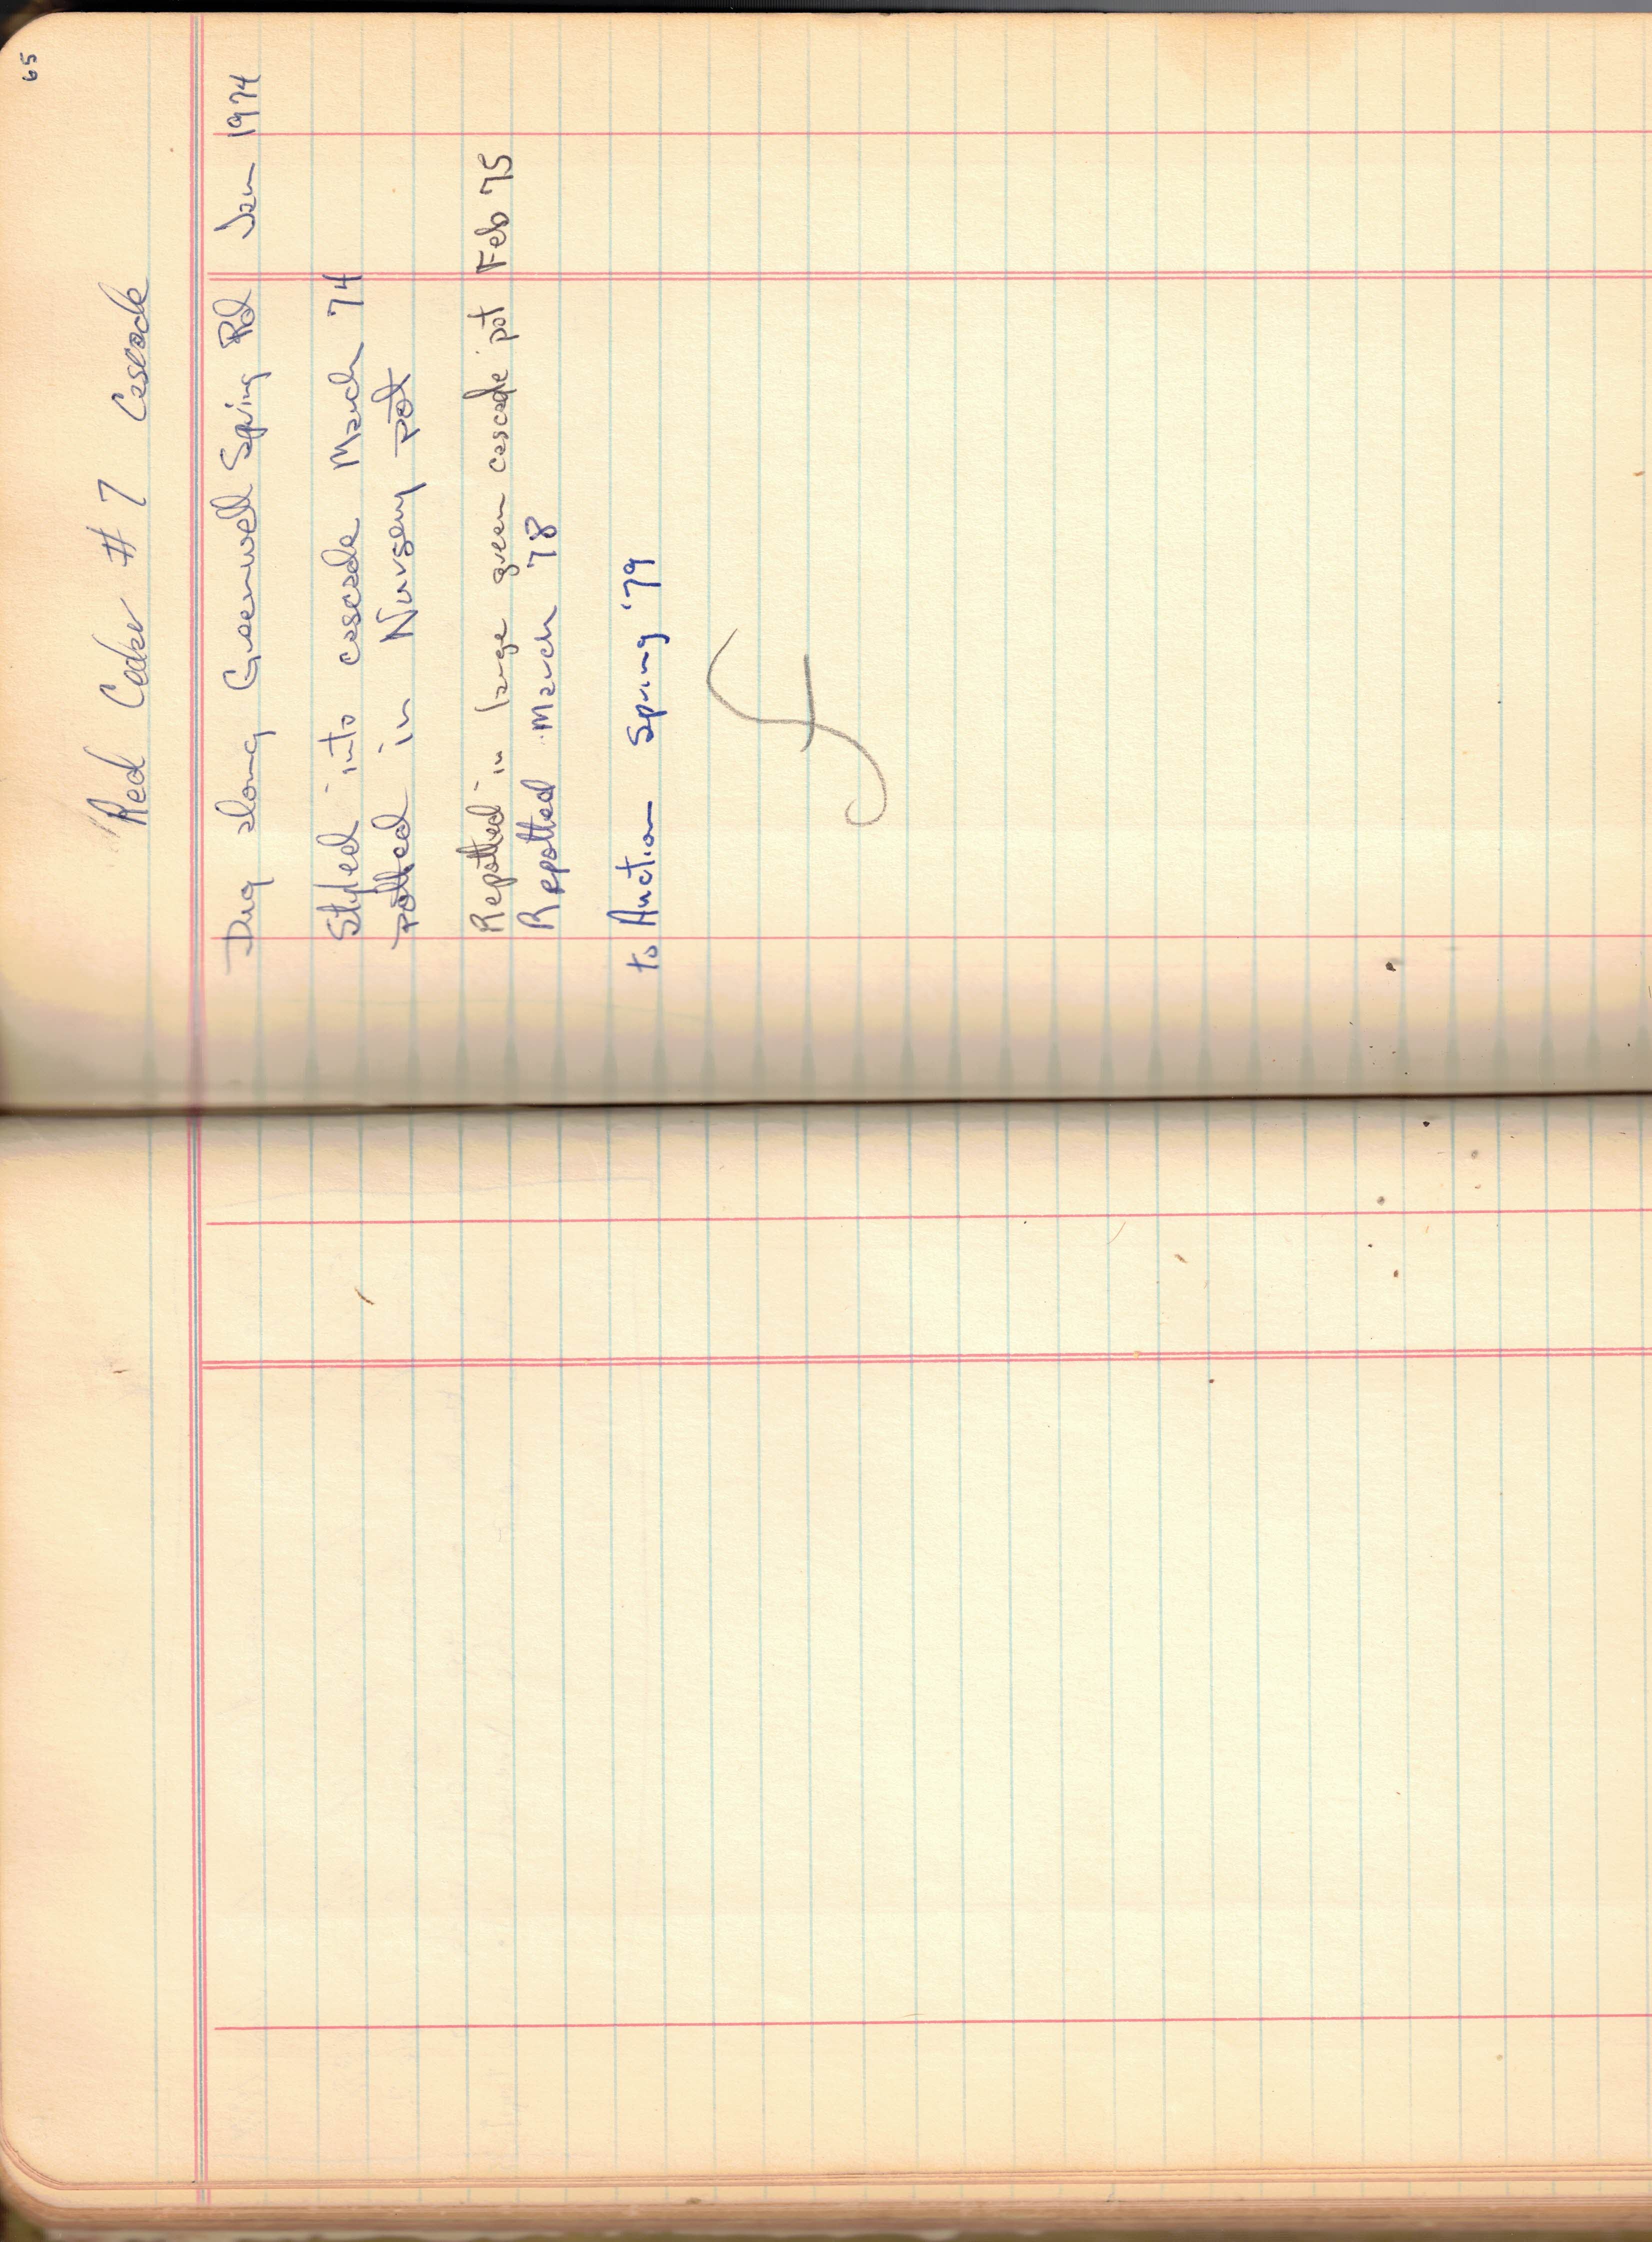 65
Red Cedar # 7 Cascade
Dug along Greenwell Spring Rd Jan 1974
Styled into cascade March 74
potted in Nursery pot
Repotted in large green cascade pot Feb 75
Repotted March 78
to Auction Spring '79
f